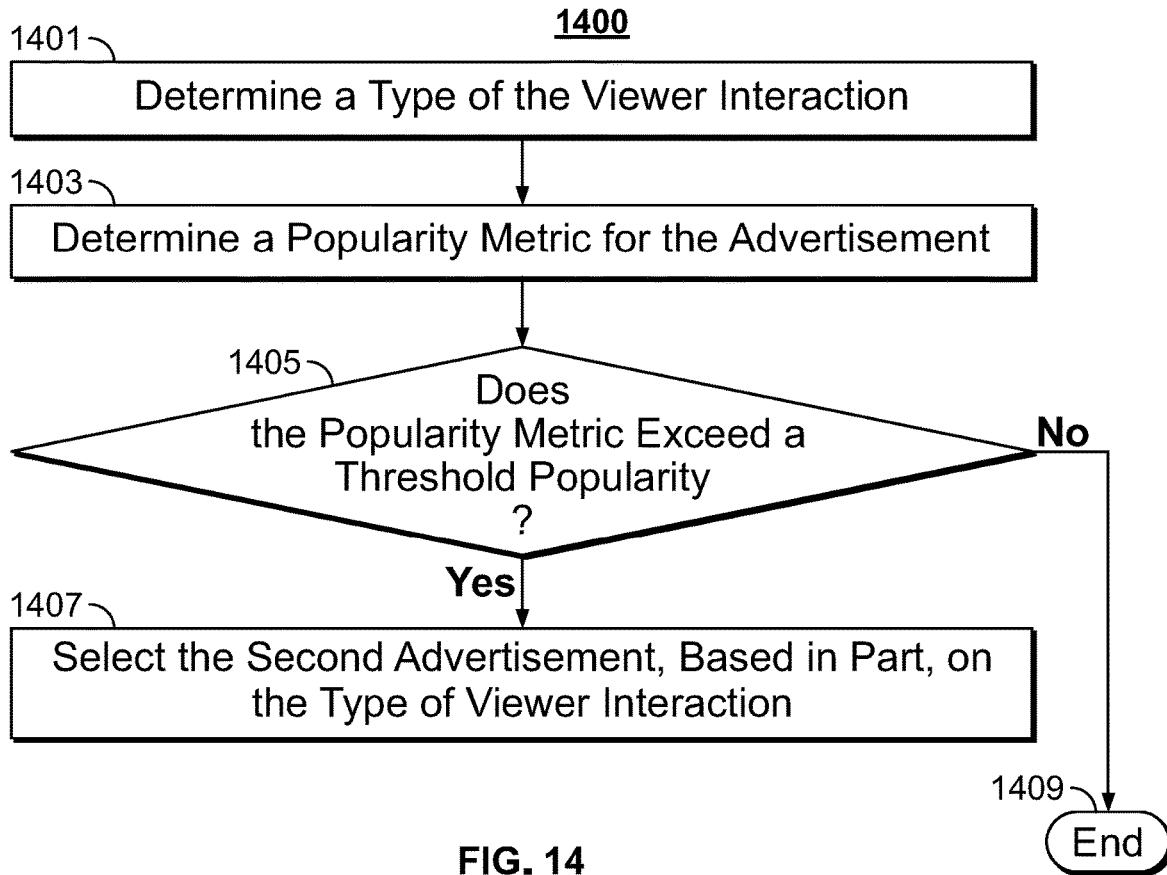 1400
1401
Determine a Type of the Viewer Interaction
1403
Determine a Popularity Metric for the Advertisement
1405
Does
the Popularity Metric Exceed a
Threshold Popularity
?
No
Yes
1407
Select the Second Advertisement, Based in Part, on
the Type of Viewer Interaction
1409
End
FIG. 14